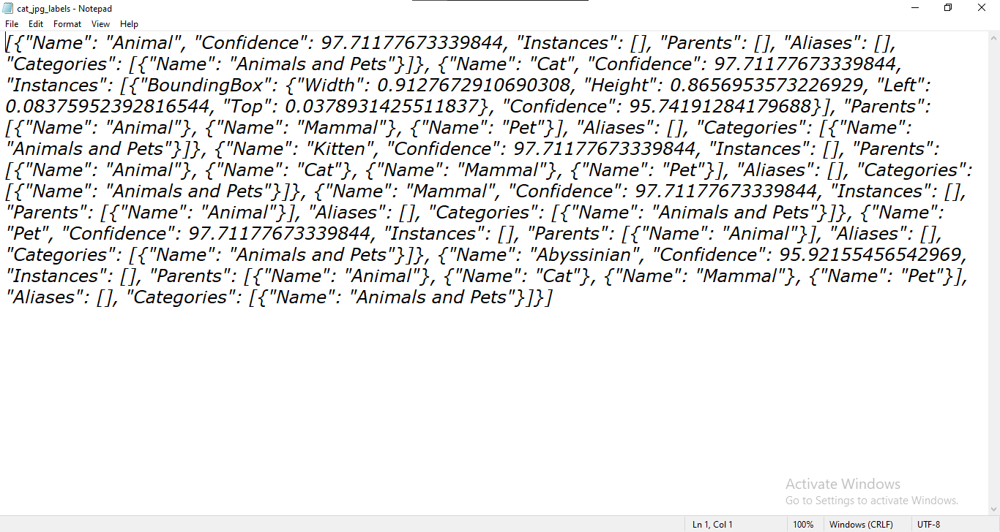 cat_jpg_labels - Notepad
File Edit Format View Help
[{"Name": "Animal", "Confidence": 97.71177673339844, "Instances": [], "Parents": [], "Aliases": [],
"Categories": [{"Name": "Animals and Pets"}]}, {"Name": "Cat", "Confidence": 97.71177673339844,
"Instances": [{"BoundingBox": {"Width": 0.9127672910690308, "Height": 0.8656953573226929, "Left":
0.08375952392816544, "Top": 0.0378931425511837}, "Confidence": 95.74191284179688}], "Parents":
[{"Name": "Animal"}, {"Name": "Mammal"}, {"Name": "Pet"}], "Aliases": [], "Categories": [{"Name":
"Animals and Pets"}]}, {"Name": "Kitten", "Confidence": 97.71177673339844, "Instances": [], "Parents":
[{"Name": "Animal"}, {"Name": "Cat"}, {"Name": "Mammal"}, {"Name": "Pet"}], "Aliases": [], "Categories":
[{"Name": "Animals and Pets"}]}, {"Name": "Mammal", "Confidence": 97.71177673339844, "Instances": [],
"Parents": [{"Name": "Animal"}], "Aliases": [], "Categories": [{"Name": "Animals and Pets"}]}, {"Name":
"Pet", "Confidence": 97.71177673339844, "Instances": [], "Parents": [{"Name": "Animal"}], "Aliases": [],
"Categories": [{"Name": "Animals and Pets"}]}, {"Name": "Abyssinian", "Confidence": 95.92155456542969,
"Instances": [], "Parents": [{"Name": "Animal"}, {"Name": "Cat"}, {"Name": "Mammal"}, {"Name": "Pet"}],
"Aliases": [], "Categories": [{"Name": "Animals and Pets"}]}]
Activate Windows
Go to Settings to activate Windows.
Ln 1, Col 1 100% Windows (CRLF) UTF-8